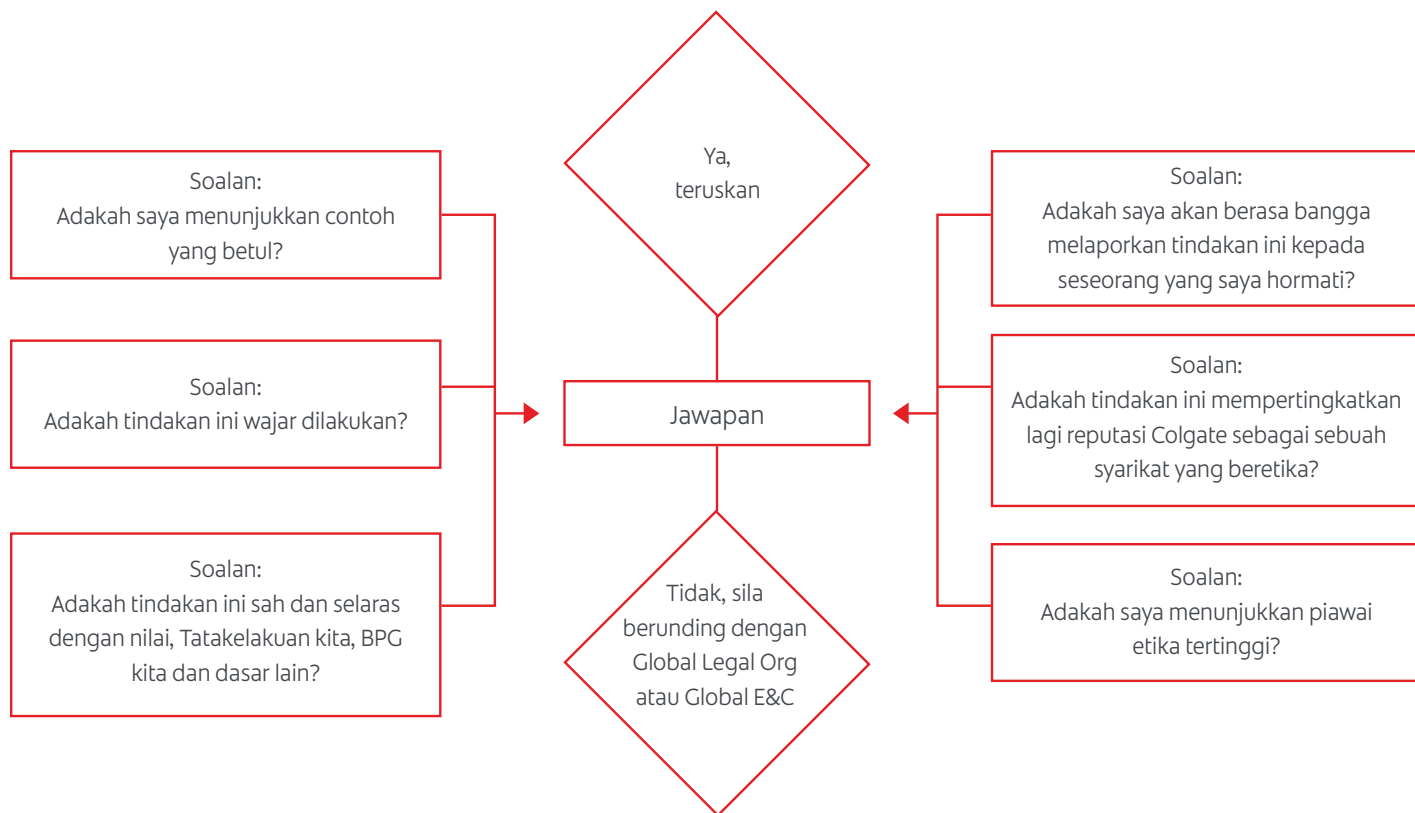 Soalan:
Adakah saya menunjukkan contoh
yang betul?
Soalan:
Adakah tindakan ini wajar dilakukan?
Soalan:
Adakah tindakan ini sah dan selaras
dengan nilai, Tatakelakuan kita, BPG
kita dan dasar lain?
Ya,
teruskan
Jawapan
Tidak, sila
berunding dengan
Global Legal Org
atau Global E&C
Soalan:
Adakah saya akan berasa bangga
melaporkan tindakan ini kepada
seseorang yang saya hormati?
Soalan:
Adakah tindakan ini mempertingkatkan
lagi reputasi Colgate sebagai sebuah
syarikat yang beretika?
Soalan:
Adakah saya menunjukkan piawai
etika tertinggi?